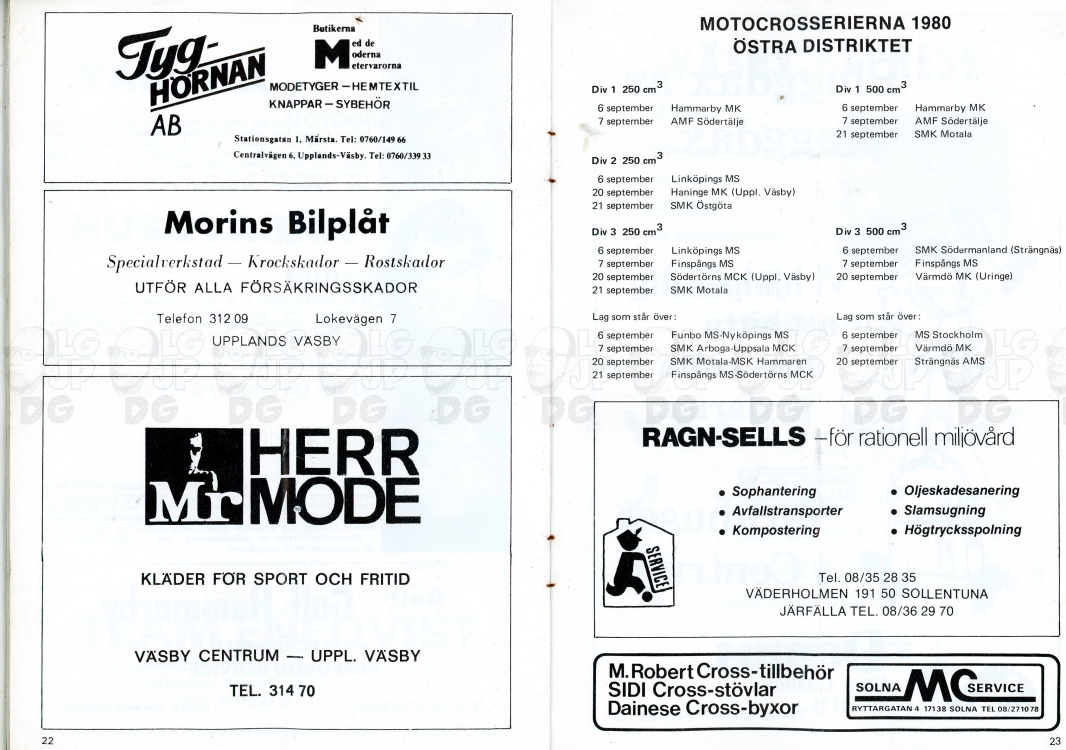 Tyg-
HÖRNAN
AB
Butikerna
Med de
Moderna
Metervarorna
MODETYGER – HEMTEXTIL
KNAPPAR – SYBEHÖR
Stationsgatan 1, Märsta. Tel: 0760/149 66
Centralvägen 6, Upplands-Väsby. Tel: 0760/339 33
Morins Bilplåt
Specialverkstad — Krockskador — Rostskador
UTFÖR ALLA FÖRSÄKRINGSSKADOR
Telefon 312 09 Lokevägen 7
UPPLANDS VÄSBY
Mr HERR
MODE
KLÄDER FÖR SPORT OCH FRITID
VÄSBY CENTRUM — UPPL. VÄSBY
TEL. 314 70
22
MOTOCROSSERIERNA 1980
ÖSTRA DISTRIKTET
Div 1 250 cm3
6 september Hammarby MK
7 september AMF Södertälje
Div 1 500 cm3
6 september Hammarby MK
7 september AMF Södertälje
21 september SMK Motala
Div 2 250 cm3
6 september Linköpings MS
20 september Haninge MK (Uppl. Väsby)
21 september SMK Östgöta
Div 3 250 cm3
6 september Linköpings MS
7 september Finspångs MS
20 september Södertörns MCK (Uppl. Väsby)
21 september SMK Motala
Div 3 500 cm3
6 september SMK Södermanland (Strängnäs)
7 september Finspångs MS
20 september Värmdö MK (Uringe)
Lag som står över:
6 september Funbo MS-Nyköpings MS
7 september SMK Arboga-Uppsala MCK
20 september SMK Motala-MSK Hammaren
21 september Finspångs MS-Södertörns MCK
Lag som står över:
6 september MS Stockholm
7 september Värmdö MK
20 september Strängnäs AMS
RAGN-SELLS –för rationell miljövård
• Sophantering
• Avfallstransporter
• Kompostering
• Oljeskadesanering
• Slamsugning
• Högtrycksspolning
SERVICE
Tel. 08/35 28 35
VÄDERHOLMEN 191 50 SOLLENTUNA
JÄRFÄLLA TEL. 08/36 29 70
M. Robert Cross-tillbehör
SIDI Cross-stövlar
Dainese Cross-byxor
SOLNA MC SERVICE
RYTTARGATAN 4 17138 SOLNA TEL 08/271078
23
LG
JP
DG